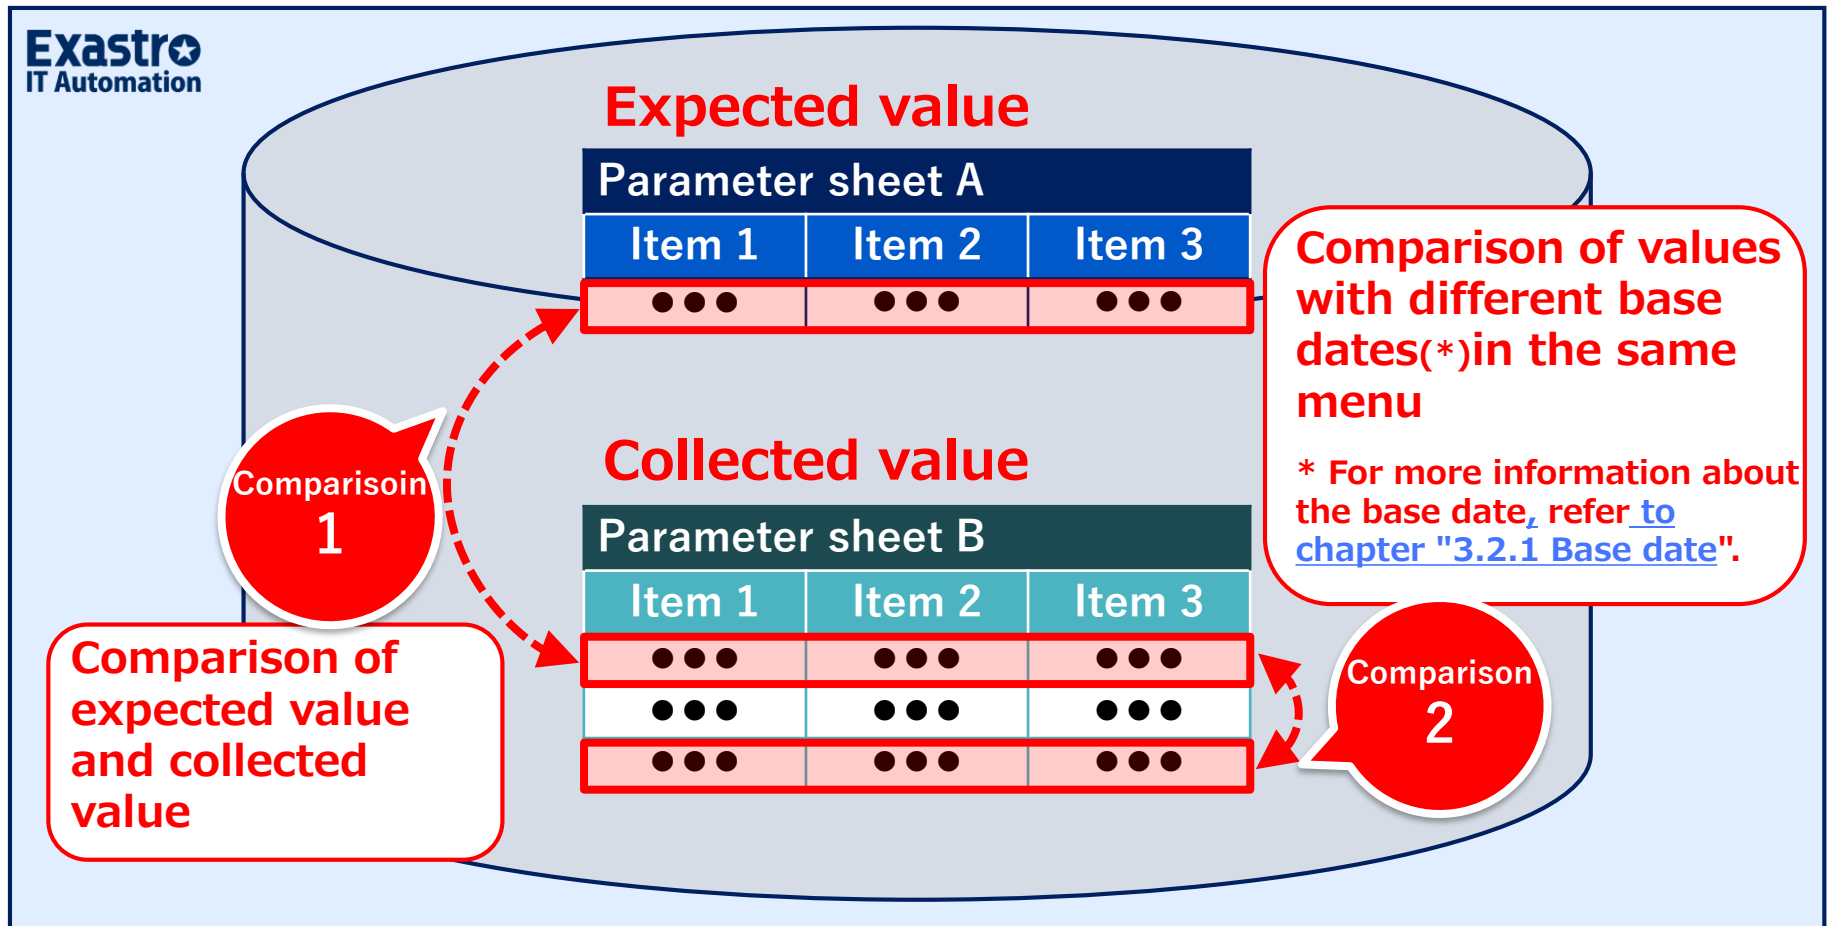 Exastro
IT Automation
Expected value
Parameter sheet A
Item 1 Item 2 Item 3
●●● ●●● ●●●
Comparison of values
with different base
dates(*)in the same
menu
* For more information about
the base date, refer to
chapter "3.2.1 Base date".
Comparisoin
1
Collected value
Parameter sheet B
Item 1 Item 2 Item 3
●●● ●●● ●●●
●●● ●●● ●●●
●●● ●●● ●●●
Comparison of
expected value
and collected
value
Comparison
2